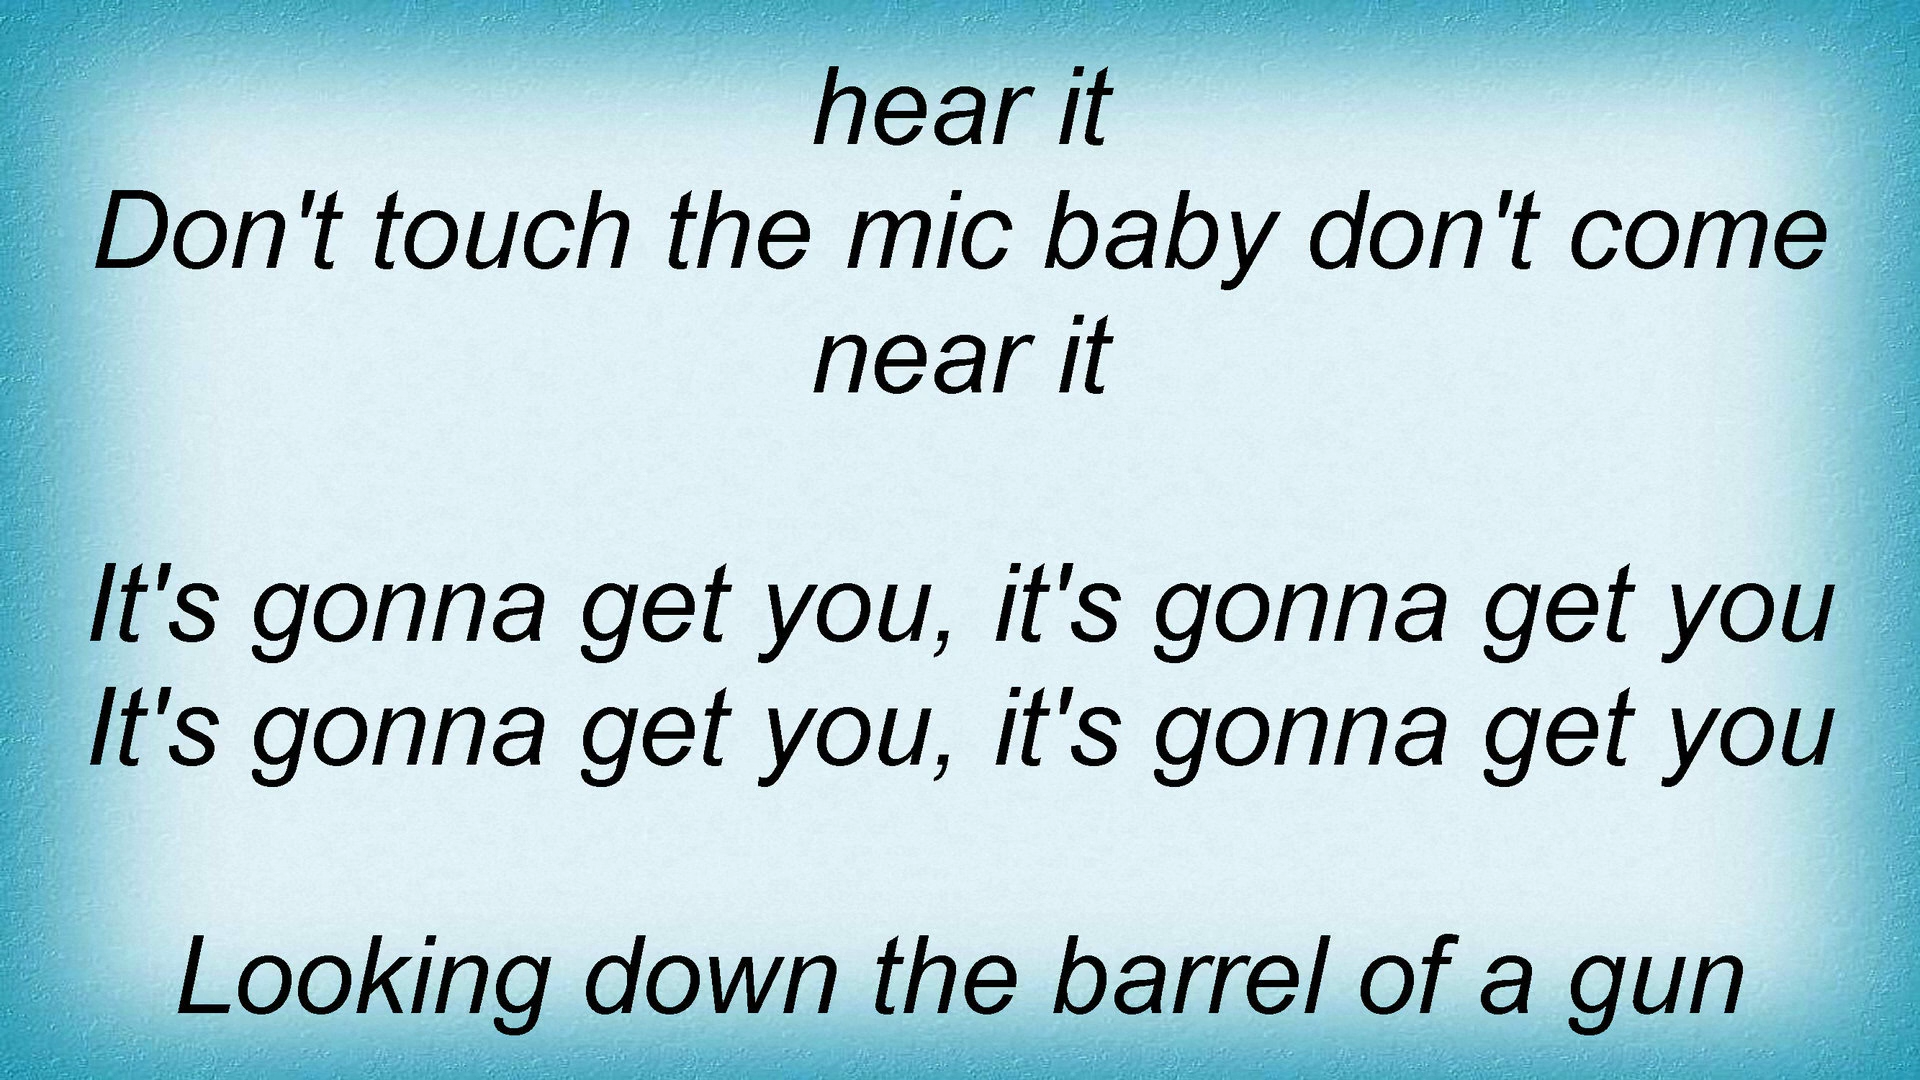 hear it
Don't touch the mic baby don't come
near it
It's gonna get you, it's gonna get you
It's gonna get you, it's gonna get you
Looking down the barrel of a gun